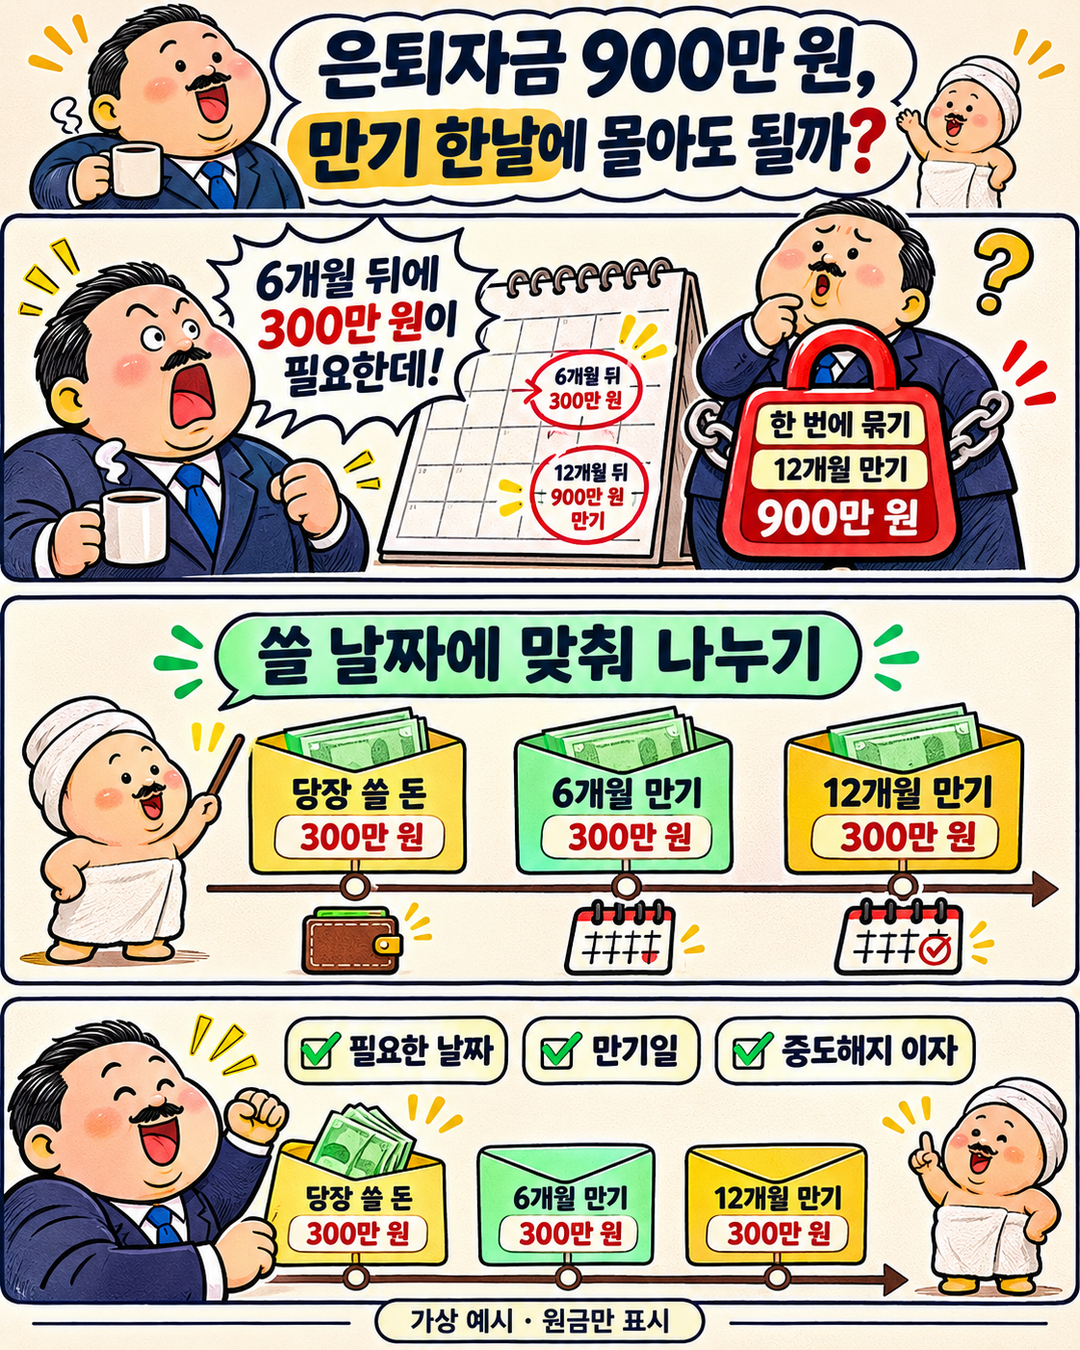 은퇴자금 900만 원,
만기 한날에 몰아도 될까?
6개월 뒤에
300만 원이
필요한데!
6개월 뒤
300만 원
12개월 뒤
900만 원
만기
한 번에 묶기
12개월 만기
900만 원
쓸 날짜에 맞춰 나누기
당장 쓸 돈
300만 원
6개월 만기
300만 원
12개월 만기
300만 원
필요한 날짜
만기일
중도해지 이자
당장 쓸 돈
300만 원
6개월 만기
300만 원
12개월 만기
300만 원
가상 예시 · 원금만 표시